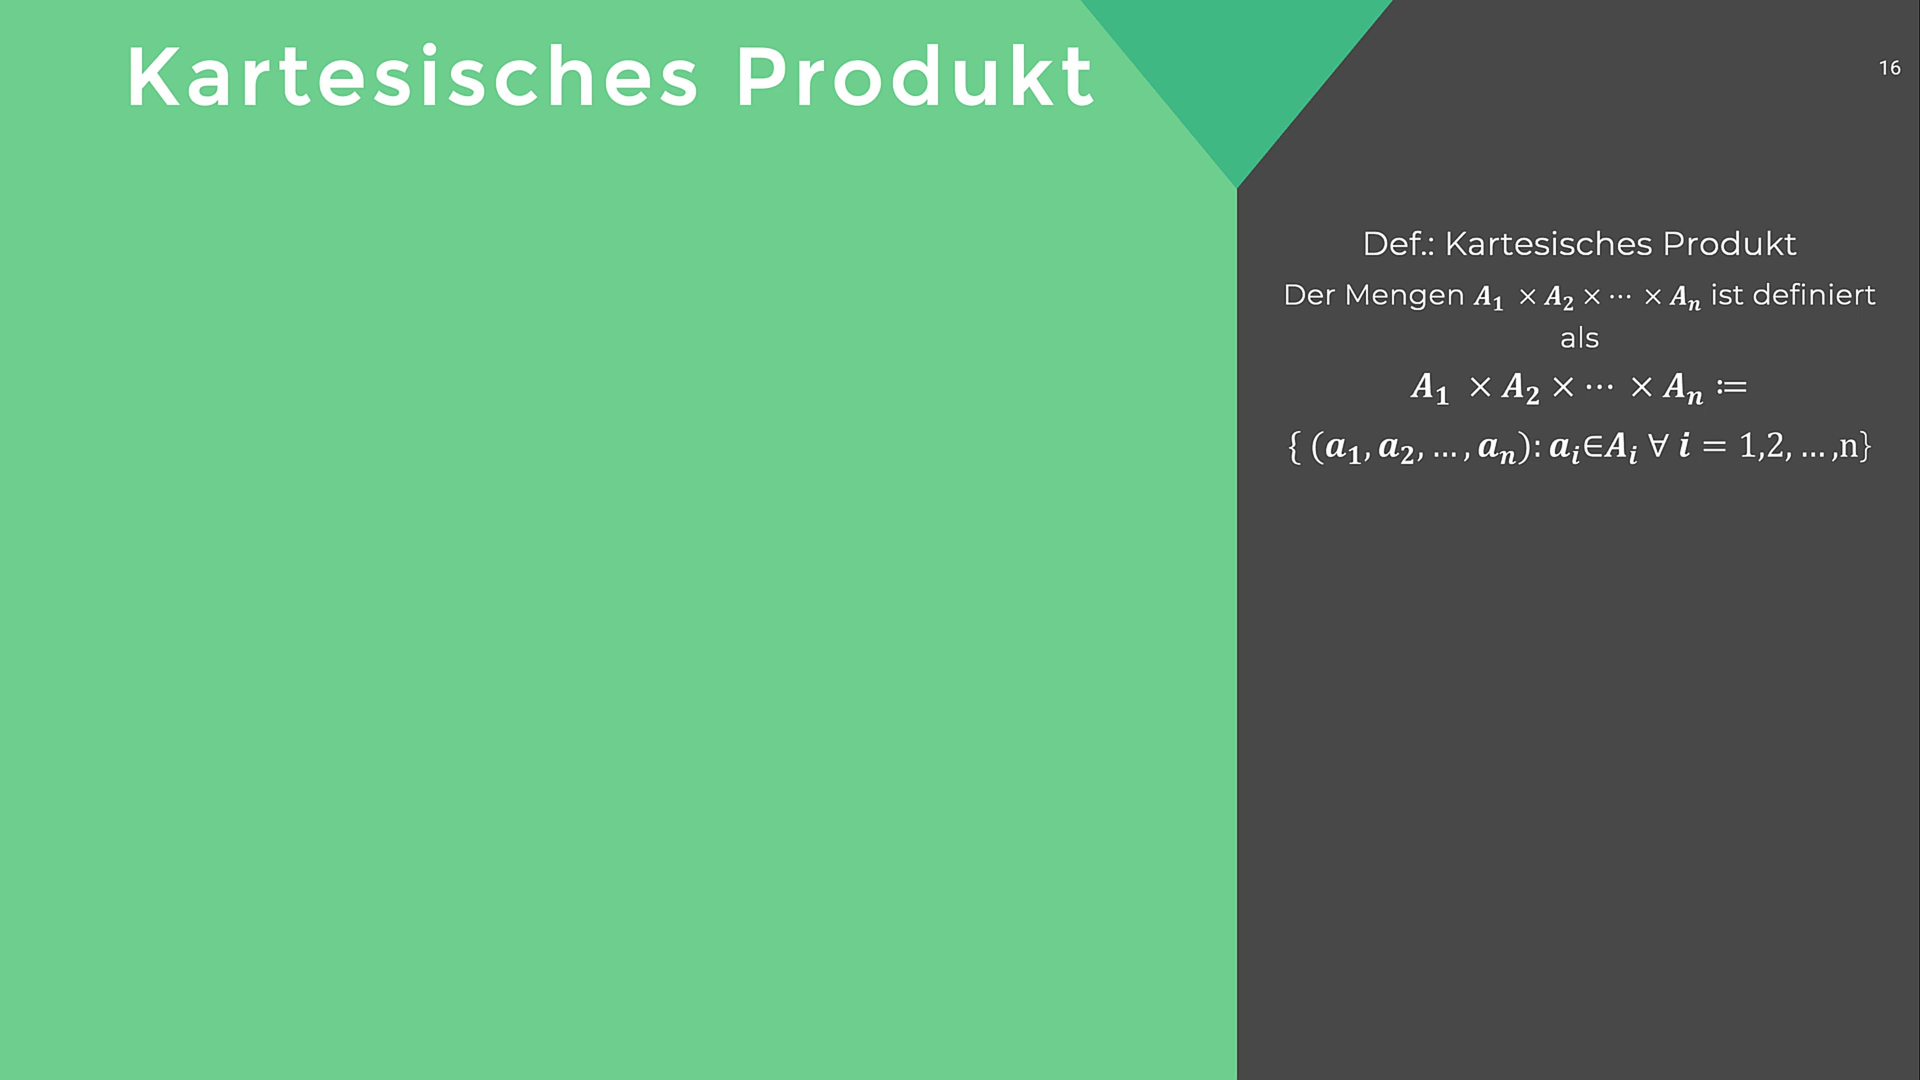 Kartesisches Produkt
16
Def.: Kartesisches Produkt
Der Mengen A₁ × A₂ × ⋯ × Aₙ ist definiert
als
A₁ × A₂ × ⋯ × Aₙ ≔
{ (a₁, a₂, … , aₙ): aᵢ∈Aᵢ ∀ i = 1,2, … ,n}